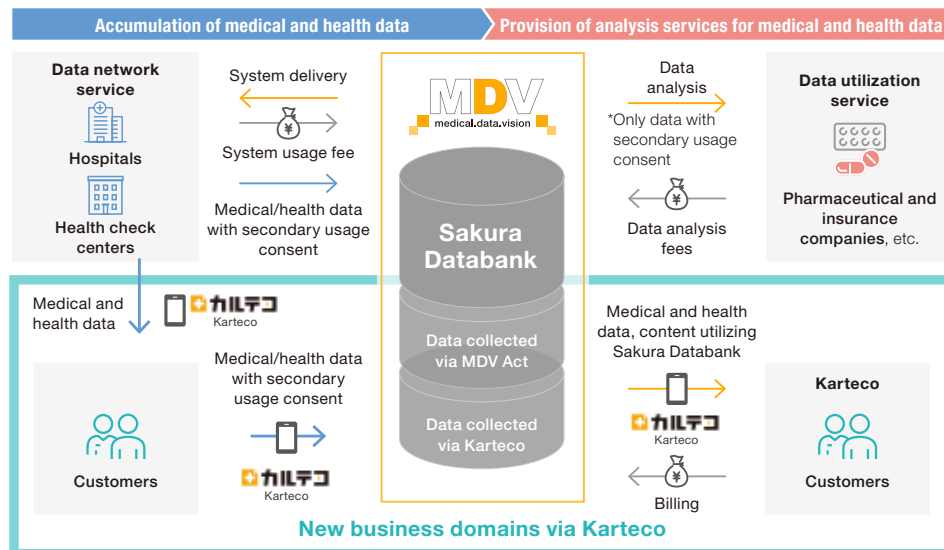 Accumulation of medical and health data
Provision of analysis services for medical and health data
Data network
service
Hospitals
Health check
centers
System delivery
¥
System usage fee
Medical/health data
with secondary usage
consent
MDV
medical.data.vision
Sakura
Databank
Data collected
via MDV Act
Data collected
via Karteco
Data
analysis
*Only data with
secondary usage
consent
¥
Data analysis
fees
Data utilization
service
Pharmaceutical and
insurance
companies, etc.
Medical and
health data
カルテコ
Karteco
Customers
Medical/health data
with secondary
usage consent
カルテコ
Karteco
Medical and health
data, content utilizing
Sakura Databank
カルテコ
Karteco
¥
Billing
Karteco
Customers
New business domains via Karteco